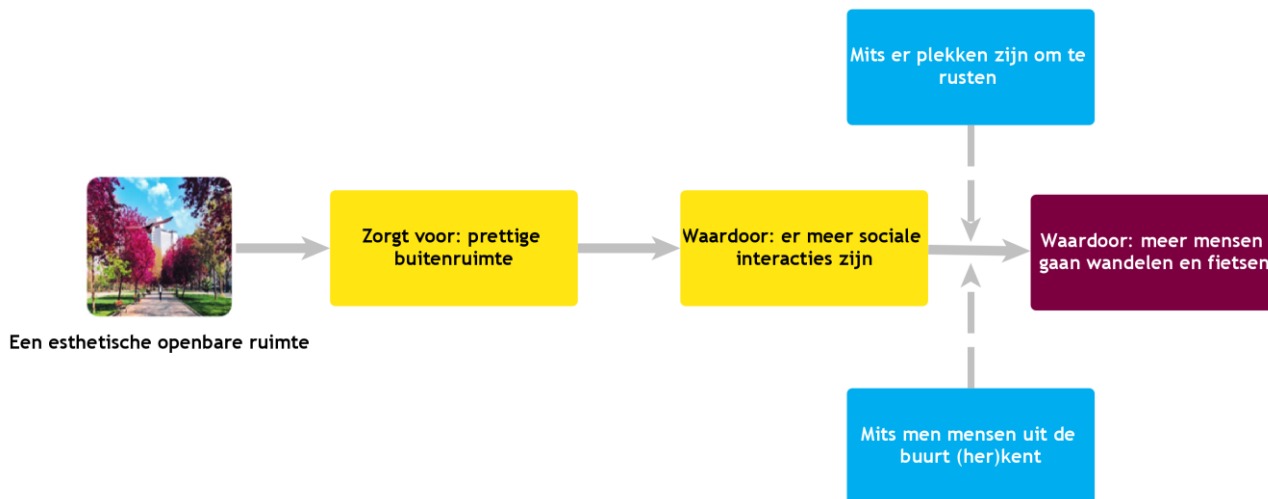 Mits er plekken zijn om te
rusten
Een esthetische openbare ruimte
Zorgt voor: prettige
buitenruimte
Waardoor: er meer sociale
interacties zijn
Waardoor: meer mensen
gaan wandelen en fietsen
Mits men mensen uit de
buurt (her)kent